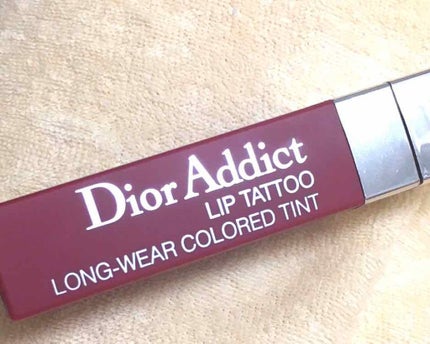 Dior Addict
LIP TATTOO
LONG-WEAR COLORED TINT